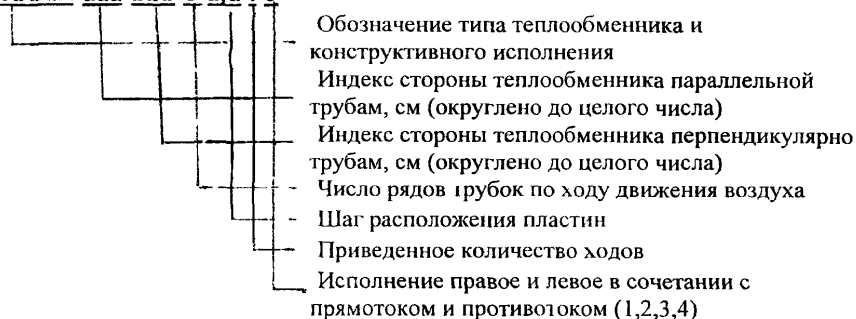 Обозначение типа теплообменника и
конструктивного исполнения
Индекс стороны теплообменника параллельной
трубам, см (округлено до целого числа)
Индекс стороны теплообменника перпендикулярно
трубам, см (округлено до целого числа)
Число рядов трубок по ходу движения воздуха
Шаг расположения пластин
Приведенное количество ходов
Исполнение правое и левое в сочетании с
прямотоком и противотоком (1,2,3,4)